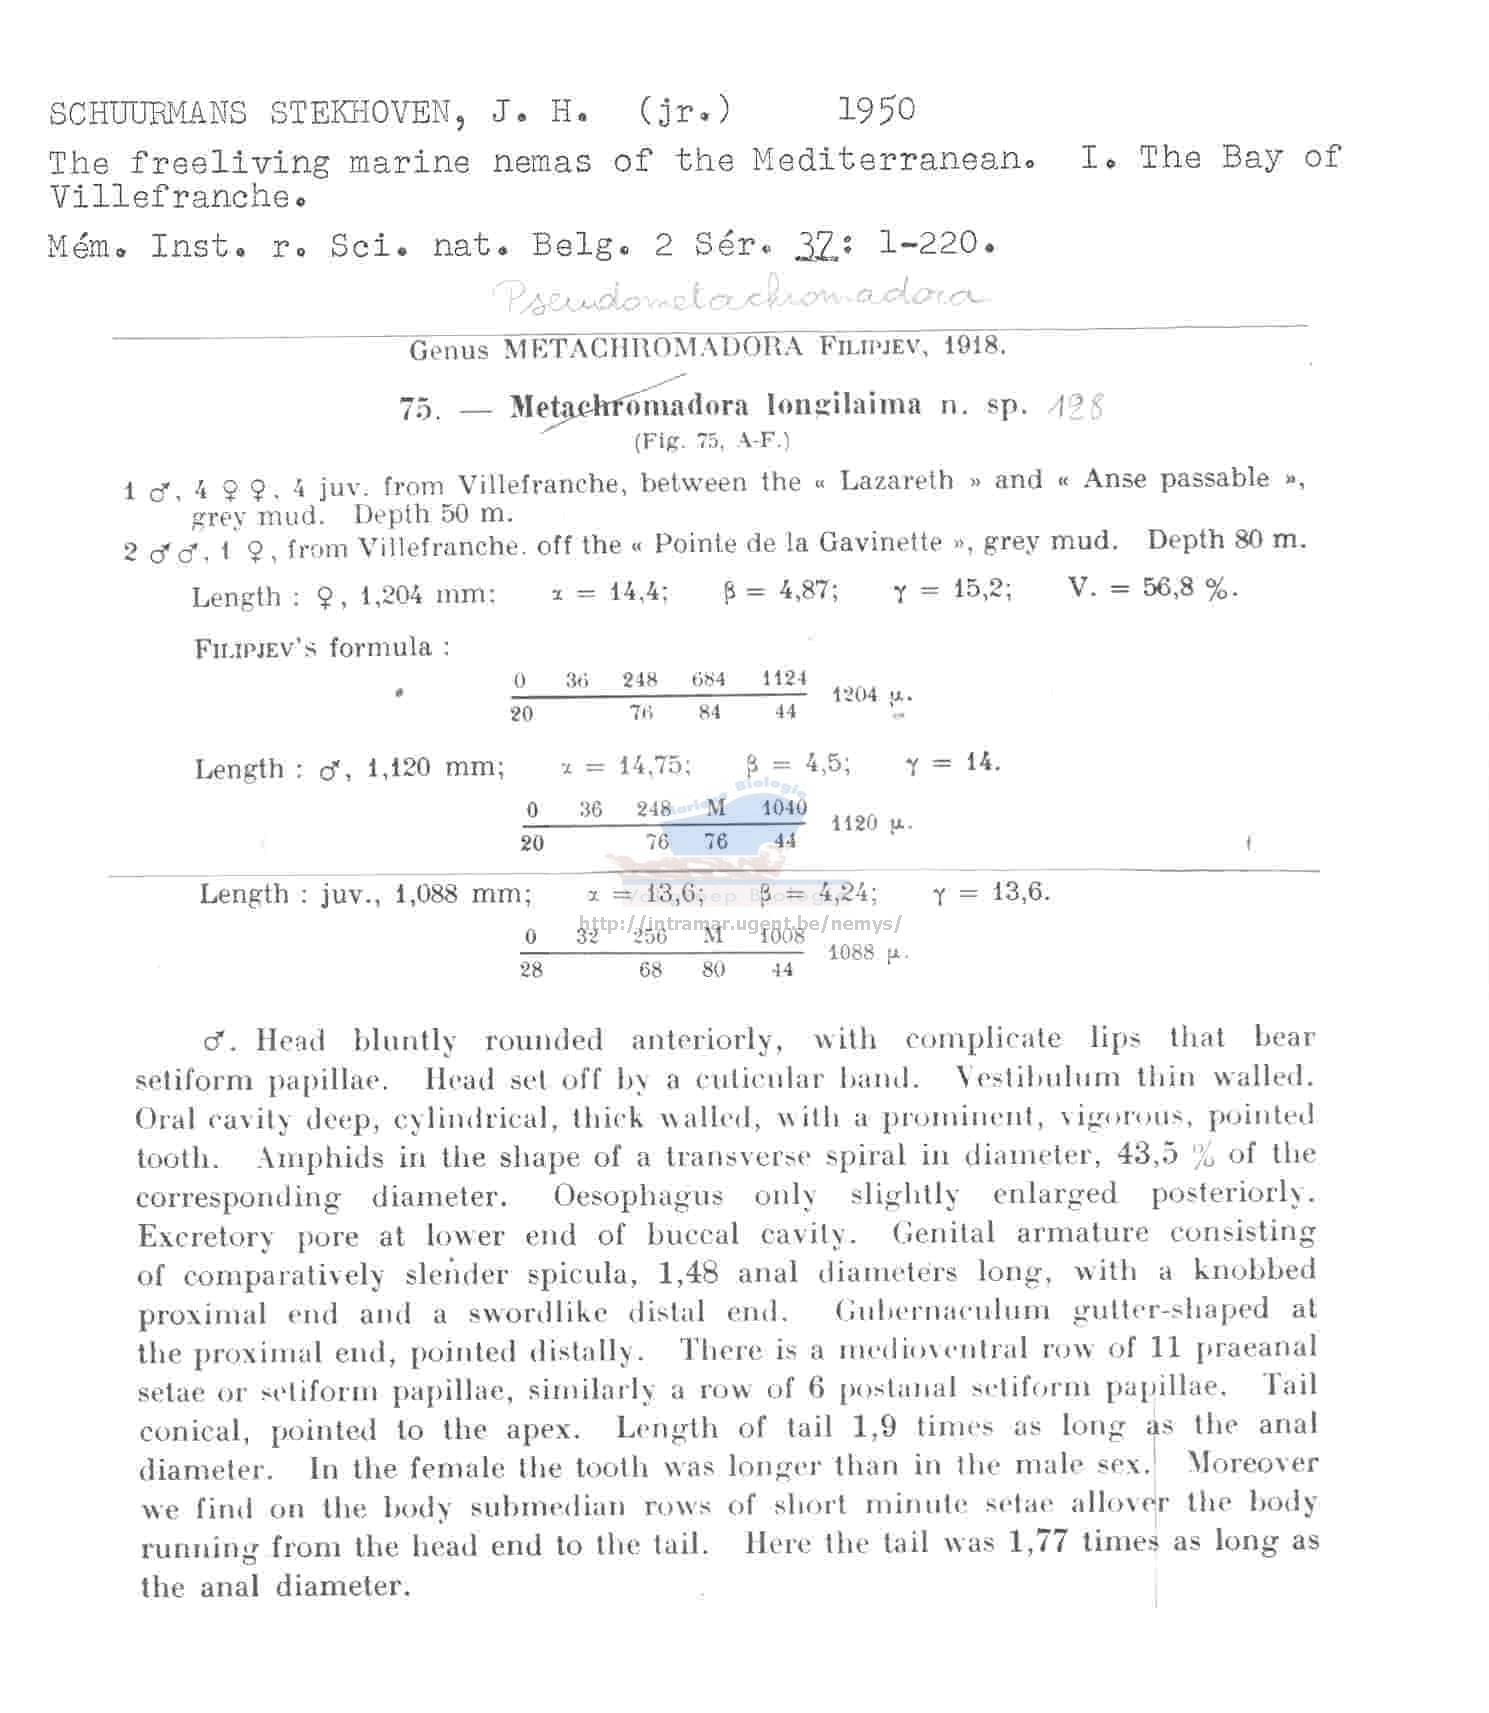 SCHUURMANS STEKHOVEN, J. H. (jr.) 1950
The freeliving marine nemas of the Mediterranean. I. The Bay of
Villefranche.
Mém. Inst. r. Sci. nat. Belg. 2 Sér. 37: 1-220.
Pseudometachromadora
Genus METACHROMADORA FILIPJEV, 1918.
75. — Metachromadora longilaima n. sp. 128
(Fig. 75, A-F.)
1 ♂, 4 ♀ ♀, 4 juv. from Villefranche, between the « Lazareth » and « Anse passable »,
grey mud. Depth 50 m.
2 ♂♂, 1 ♀, from Villefranche. off the « Pointe de la Gavinette », grey mud. Depth 80 m.
Length : ♀, 1,204 mm; α = 14,4; β = 4,87; γ = 15,2; V. = 56,8 %.
FILIPJEV's formula :
0 36 248 684 1124
1204 μ.
20 76 84 44
Length : ♂, 1,120 mm; α = 14,75; β = 4,5; γ = 14.
Mariene Biologie
0 36 248 M 1040
1120 μ.
20 76 76 44
Length : juv., 1,088 mm; α = 13,6; β = 4,24; γ = 13,6.
http://intramar.ugent.be/nemys/
0 32 256 M 1008
1088 μ.
28 68 80 44
♂. Head bluntly rounded anteriorly, with complicate lips that bear
setiform papillae. Head set off by a cuticular band. Vestibulum thin walled.
Oral cavity deep, cylindrical, thick walled, with a prominent, vigorous, pointed
tooth. Amphids in the shape of a transverse spiral in diameter, 43,5 % of the
corresponding diameter. Oesophagus only slightly enlarged posteriorly.
Excretory pore at lower end of buccal cavity. Genital armature consisting
of comparatively slender spicula, 1,48 anal diameters long, with a knobbed
proximal end and a swordlike distal end. Gubernaculum gutter-shaped at
the proximal end, pointed distally. There is a medioventral row of 11 praeanal
setae or setiform papillae, similarly a row of 6 postanal setiform papillae. Tail
conical, pointed to the apex. Length of tail 1,9 times as long as the anal
diameter. In the female the tooth was longer than in the male sex. Moreover
we find on the body submedian rows of short minute setae allover the body
running from the head end to the tail. Here the tail was 1,77 times as long as
the anal diameter.